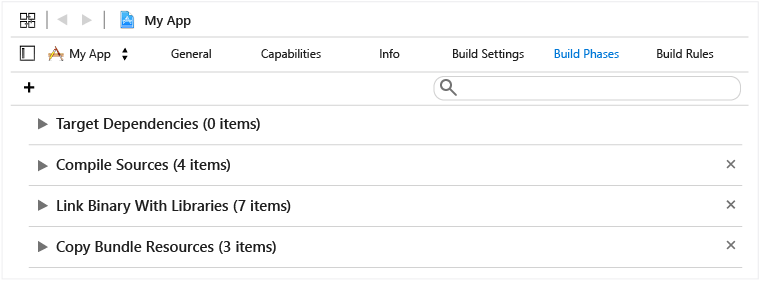 My App
My App General Capabilities Info Build Settings Build Phases Build Rules
+
Target Dependencies (0 items)
Compile Sources (4 items)
Link Binary With Libraries (7 items)
Copy Bundle Resources (3 items)